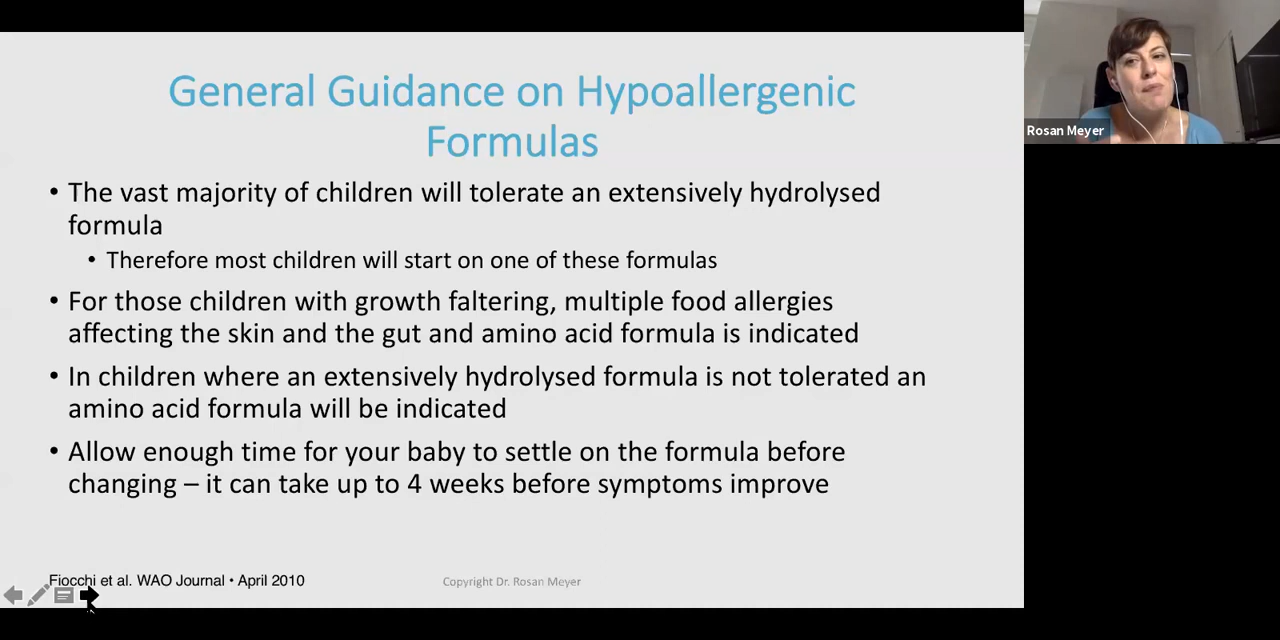 General Guidance on Hypoallergenic
Formulas
• The vast majority of children will tolerate an extensively hydrolysed
formula
• Therefore most children will start on one of these formulas
• For those children with growth faltering, multiple food allergies
affecting the skin and the gut and amino acid formula is indicated
• In children where an extensively hydrolysed formula is not tolerated an
amino acid formula will be indicated
• Allow enough time for your baby to settle on the formula before
changing – it can take up to 4 weeks before symptoms improve
Fiocchi et al. WAO Journal • April 2010
Copyright Dr. Rosan Meyer
Rosan Meyer